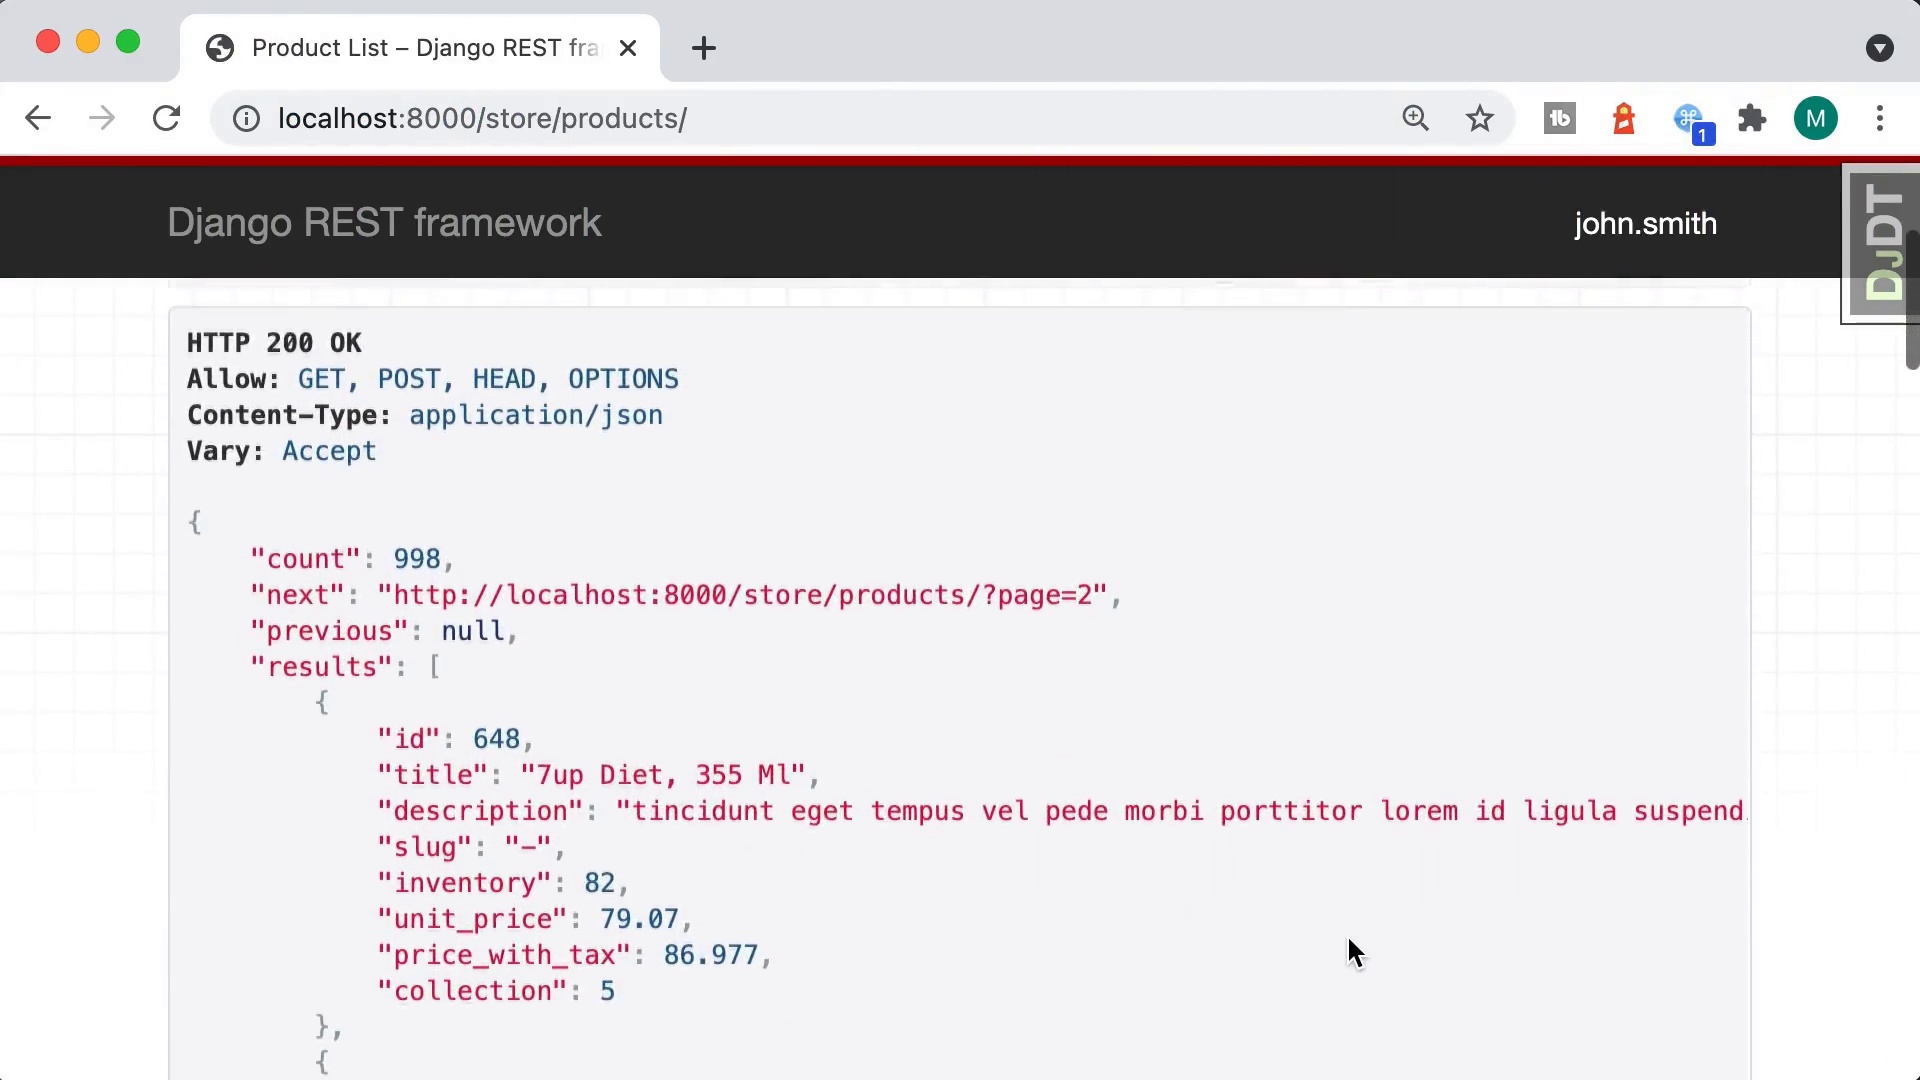 Product List – Django REST fra
localhost:8000/store/products/
1
M
Django REST framework
john.smith
DJDT
HTTP 200 OK
Allow: GET, POST, HEAD, OPTIONS
Content-Type: application/json
Vary: Accept
{
"count": 998,
"next": "http://localhost:8000/store/products/?page=2",
"previous": null,
"results": [
{
"id": 648,
"title": "7up Diet, 355 Ml",
"description": "tincidunt eget tempus vel pede morbi porttitor lorem id ligula suspend
"slug": "-",
"inventory": 82,
"unit_price": 79.07,
"price_with_tax": 86.977,
"collection": 5
},
{